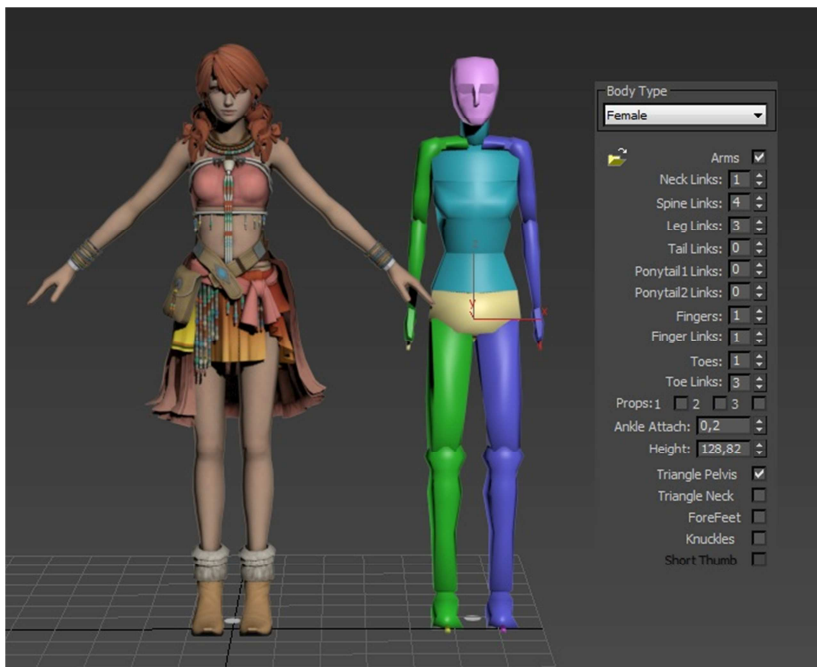 Body Type
Female
Arms
Neck Links: 1
Spine Links: 4
Leg Links: 3
Tail Links: 0
Ponytail1 Links: 0
Ponytail2 Links: 0
Fingers: 1
Finger Links: 1
Toes: 1
Toe Links: 3
Props: 1 2 3
Ankle Attach: 0,2
Height: 128,82
Triangle Pelvis
Triangle Neck
ForeFeet
Knuckles
Short Thumb
y
x